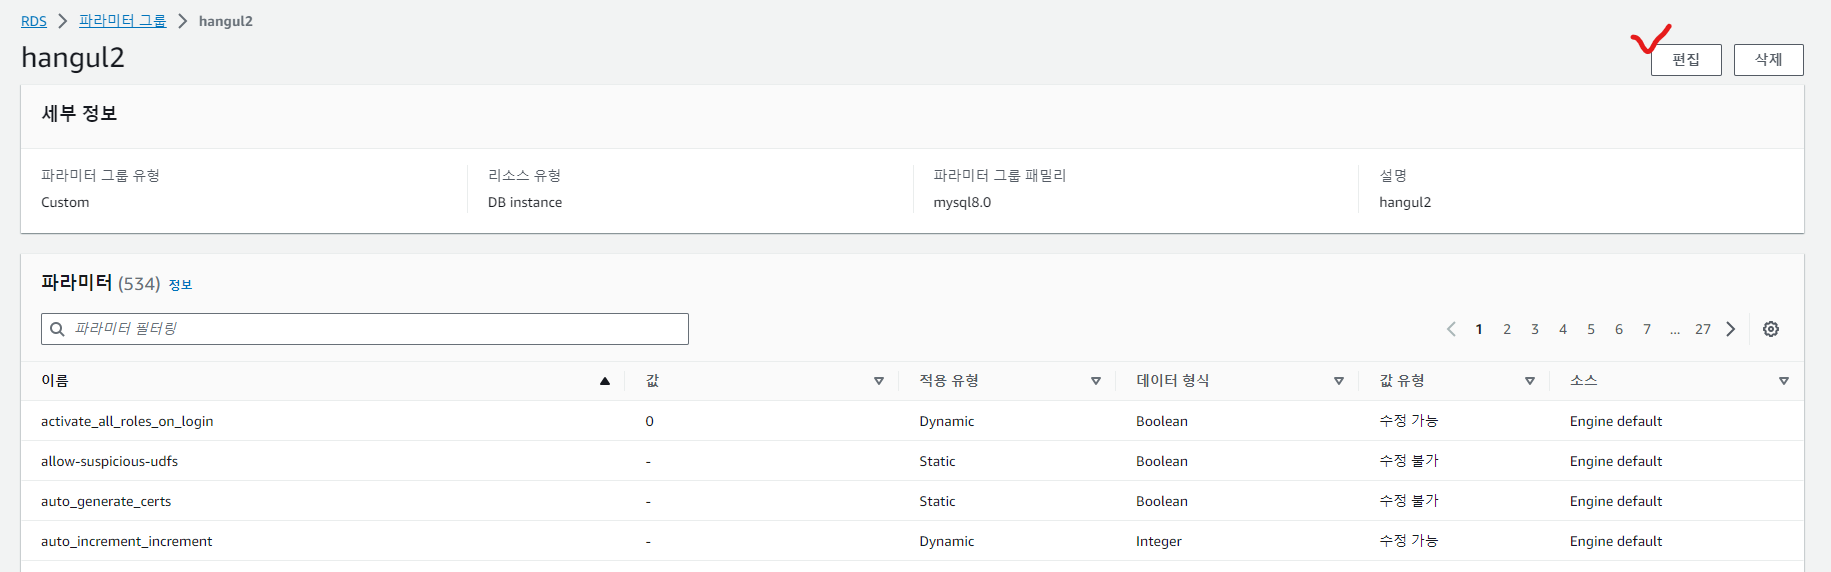 RDS > 파라미터 그룹 > hangul2
hangul2
편집 삭제
세부 정보
파라미터 그룹 유형 리소스 유형 파라미터 그룹 패밀리 설명
Custom DB instance mysql8.0 hangul2
파라미터 (534) 정보
파라미터 필터링
< 1 2 3 4 5 6 7 ... 27 >
이름 값 적용 유형 데이터 형식 값 유형 소스
activate_all_roles_on_login 0 Dynamic Boolean 수정 가능 Engine default
allow-suspicious-udfs - Static Boolean 수정 불가 Engine default
auto_generate_certs - Static Boolean 수정 불가 Engine default
auto_increment_increment - Dynamic Integer 수정 가능 Engine default